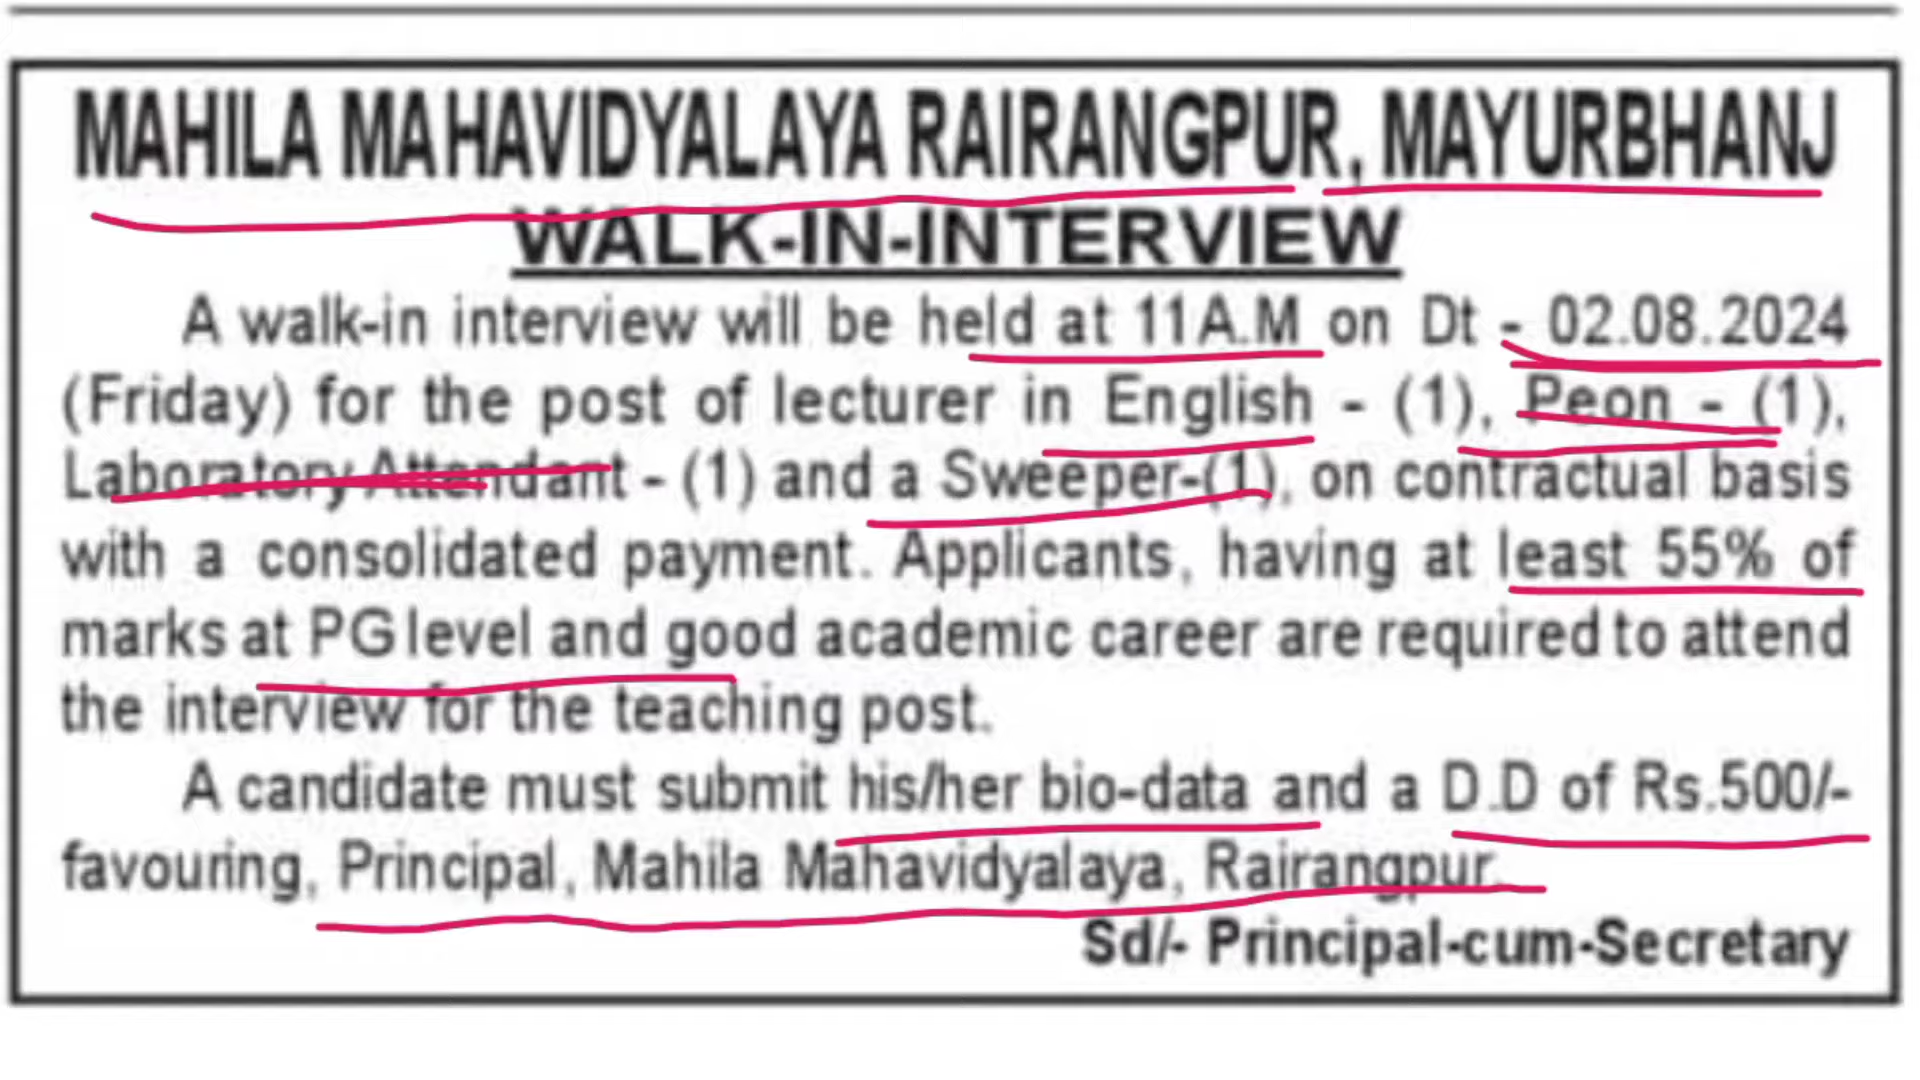 MAHILA MAHAVIDYALAYA RAIRANGPUR, MAYURBHANJ
WALK-IN-INTERVIEW
A walk-in interview will be held at 11A.M on Dt - 02.08.2024
(Friday) for the post of lecturer in English - (1), Peon - (1),
Laboratory Attendant - (1) and a Sweeper-(1), on contractual basis
with a consolidated payment. Applicants, having at least 55% of
marks at PG level and good academic career are required to attend
the interview for the teaching post.
A candidate must submit his/her bio-data and a D.D of Rs.500/-
favouring, Principal, Mahila Mahavidyalaya, Rairangpur.
Sd/- Principal-cum-Secretary